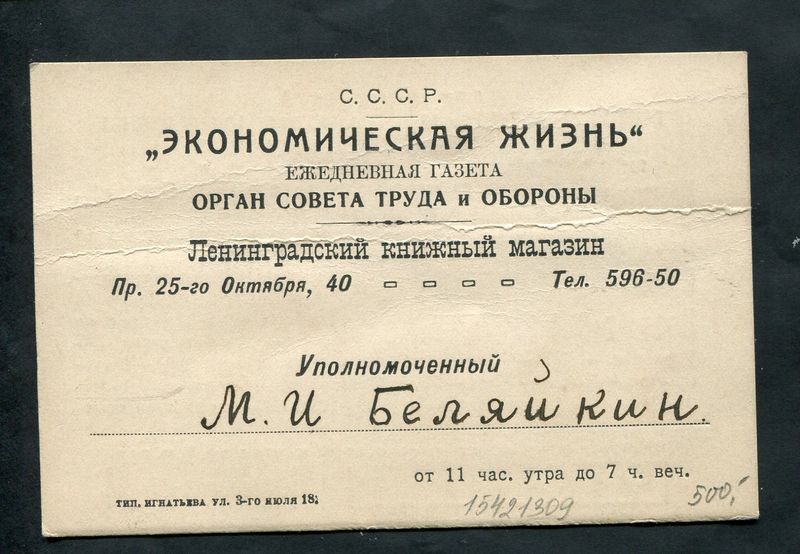 С. С. С. Р.
„ЭКОНОМИЧЕСКАЯ ЖИЗНЬ“
ЕЖЕДНЕВНАЯ ГАЗЕТА
ОРГАН СОВЕТА ТРУДА и ОБОРОНЫ
Ленинградский книжный магазин
Пр. 25-го Октября, 40 Тел. 596-50
Уполномоченный
М. И Беляйкин.
от 11 час. утра до 7 ч. веч.
ТИП. ИГНАТЬЕВА УЛ. 3-го ИЮЛЯ 18;
15421309
500,-